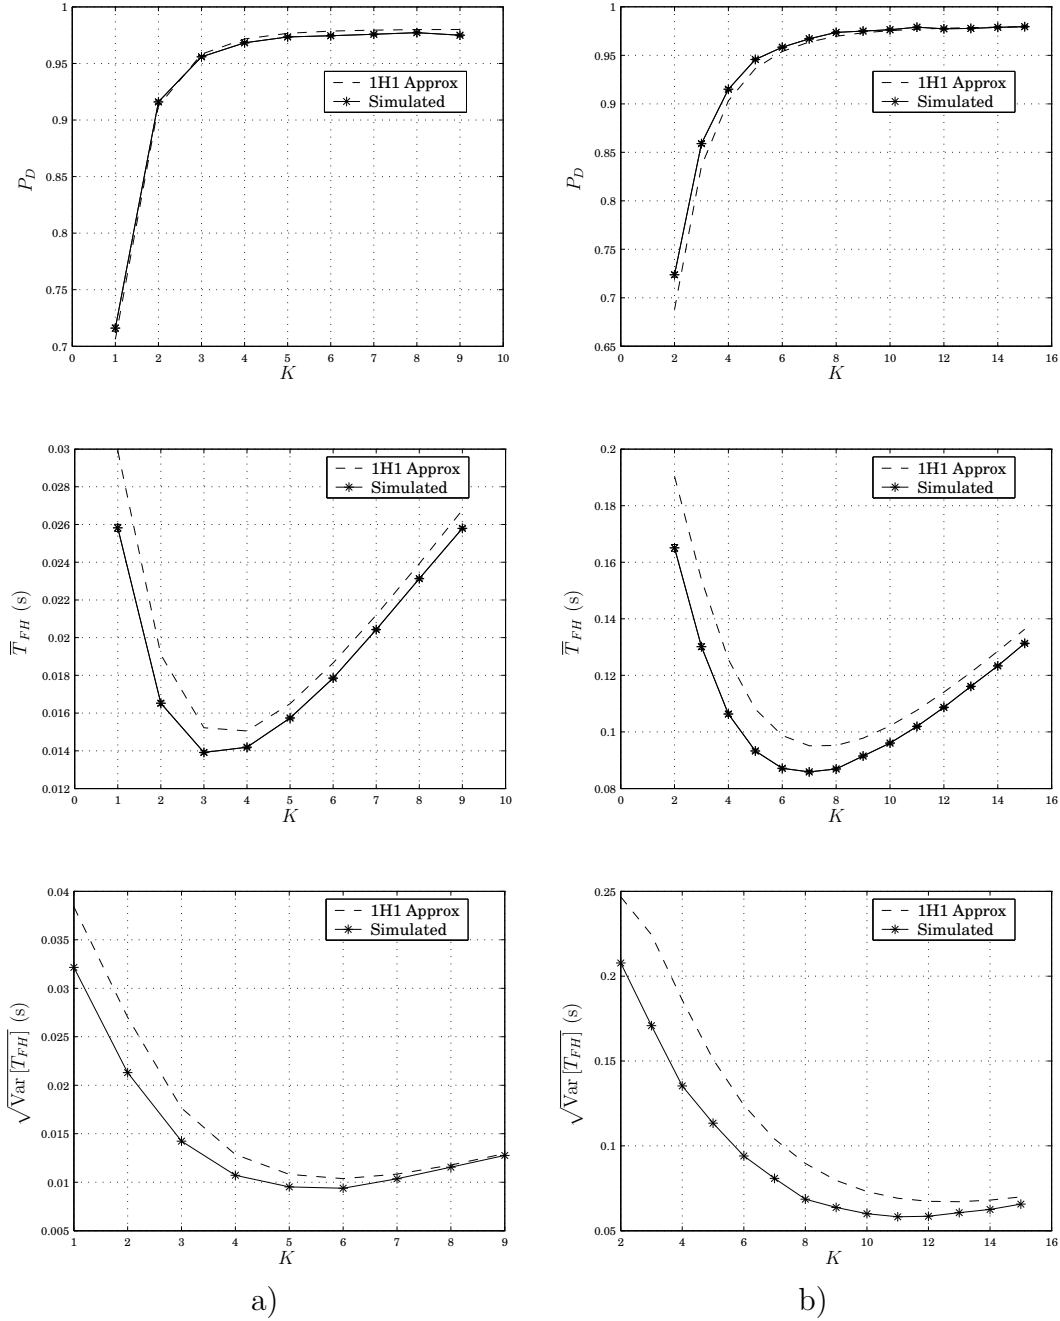 1
0.95
0.9
0.85
0.8
0.75
0.7
0 1 2 3 4 5 6 7 8 9 10
P_D
K
1H1 Approx
Simulated
1
0.95
0.9
0.85
0.8
0.75
0.7
0.65
0 2 4 6 8 10 12 14 16
P_D
K
1H1 Approx
Simulated
0.03
0.028
0.026
0.024
0.022
0.02
0.018
0.016
0.014
0.012
0 1 2 3 4 5 6 7 8 9 10
T̅_FH (s)
K
1H1 Approx
Simulated
0.2
0.18
0.16
0.14
0.12
0.1
0.08
0 2 4 6 8 10 12 14 16
T̅_FH (s)
K
1H1 Approx
Simulated
0.04
0.035
0.03
0.025
0.02
0.015
0.01
0.005
1 2 3 4 5 6 7 8 9
√Var [T_FH] (s)
K
1H1 Approx
Simulated
0.25
0.2
0.15
0.1
0.05
2 4 6 8 10 12 14 16
√Var [T_FH] (s)
K
1H1 Approx
Simulated
a)
b)